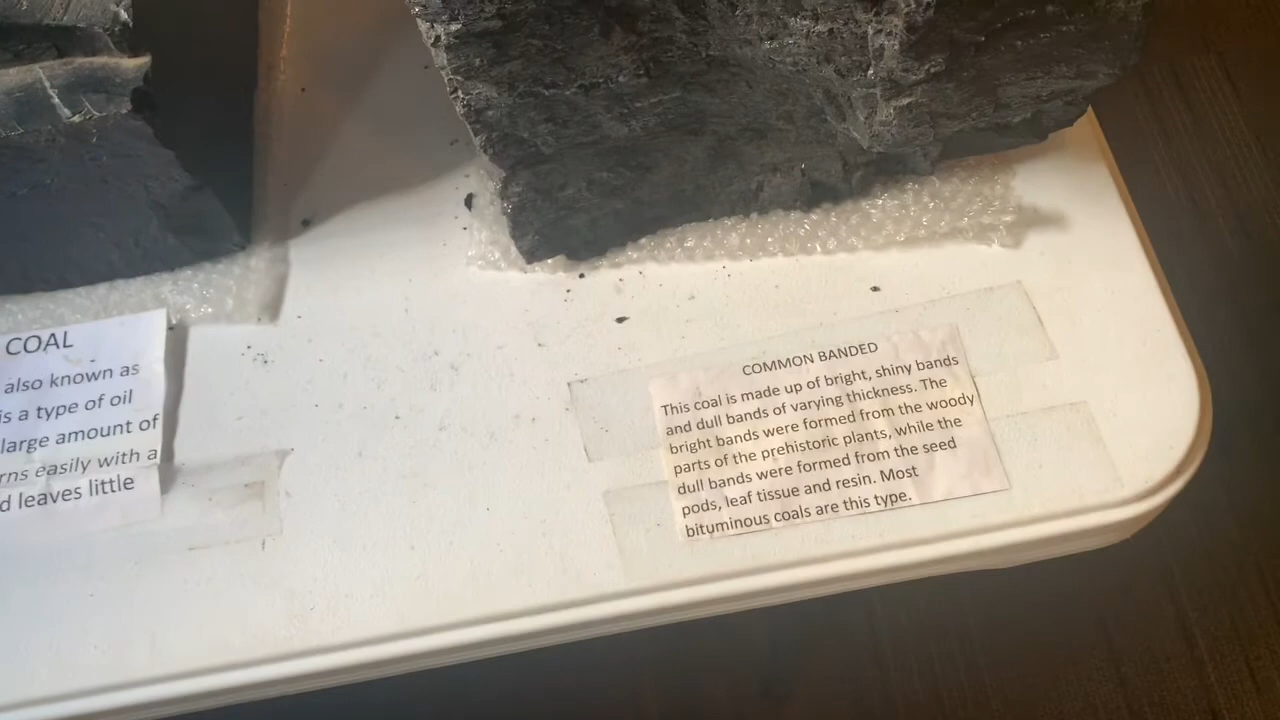 COAL
also known as
is a type of oil
large amount of
rns easily with a
d leaves little
COMMON BANDED
This coal is made up of bright, shiny bands
and dull bands of varying thickness. The
bright bands were formed from the woody
parts of the prehistoric plants, while the
dull bands were formed from the seed
pods, leaf tissue and resin. Most
bituminous coals are this type.